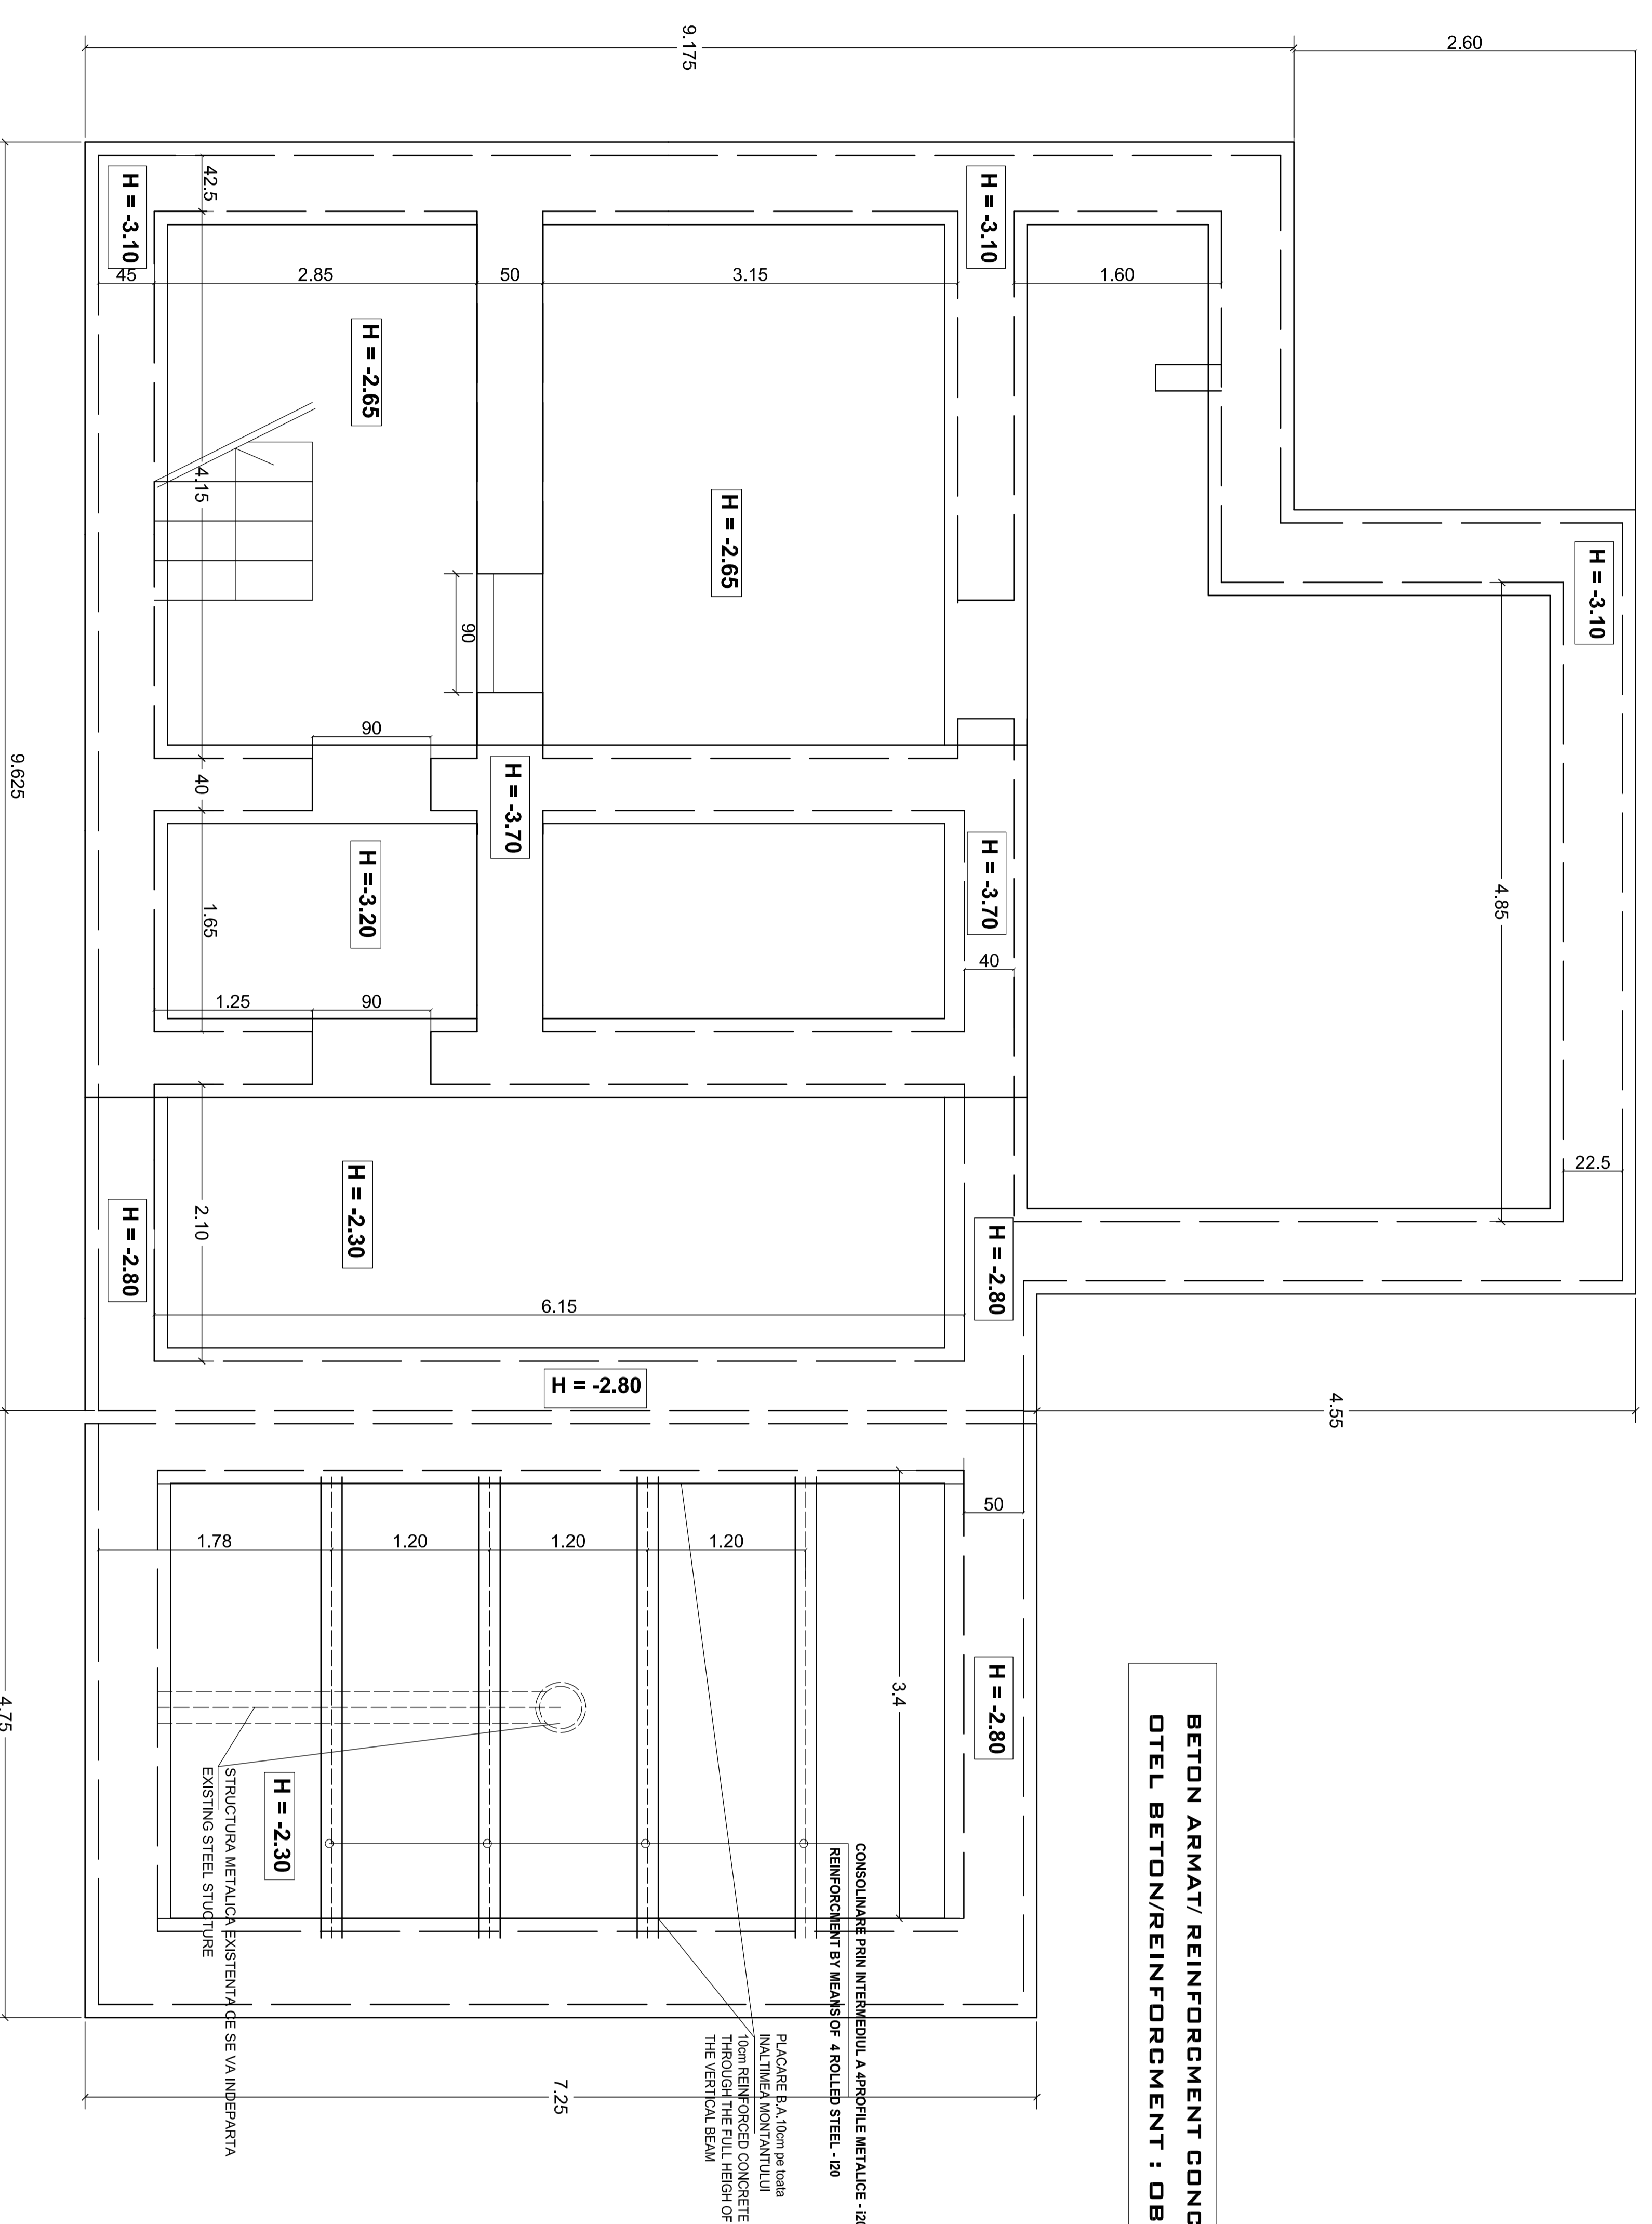 9.175
2.60
H = -3.10
42.5
H = -3.10
45
2.85
50
3.15
1.60
H = -2.65
4.15
H = -2.65
H = -3.10
90
90
9.625
40
H = -3.70
H = -3.70
4.85
H =-3.20
1.65
40
1.25
90
22.5
H = -2.80
2.10
H = -2.30
H = -2.80
6.15
H = -2.80
4.55
50
1.78
1.20
1.20
1.20
3.4
H = -2.80
4.75
H = -2.30
STRUCTURA METALICA EXISTENTA CE SE VA INDEPARTA
EXISTING STEEL STUCTURE
CONSOLINARE PRIN INTERMEDIUL A 4PROFILE METALICE - i20
REINFORCMENT BY MEANS OF 4 ROLLED STEEL - I20
PLACARE B.A.10cm pe toata
INALTIMEA MONTANTULUI
10cm REINFORCED CONCRETE
THROUGH THE FULL HEIGH OF
THE VERTICAL BEAM
7.25
BETON ARMAT/ REINFORCMENT CONC
OTEL BETON/REINFORCMENT : OB